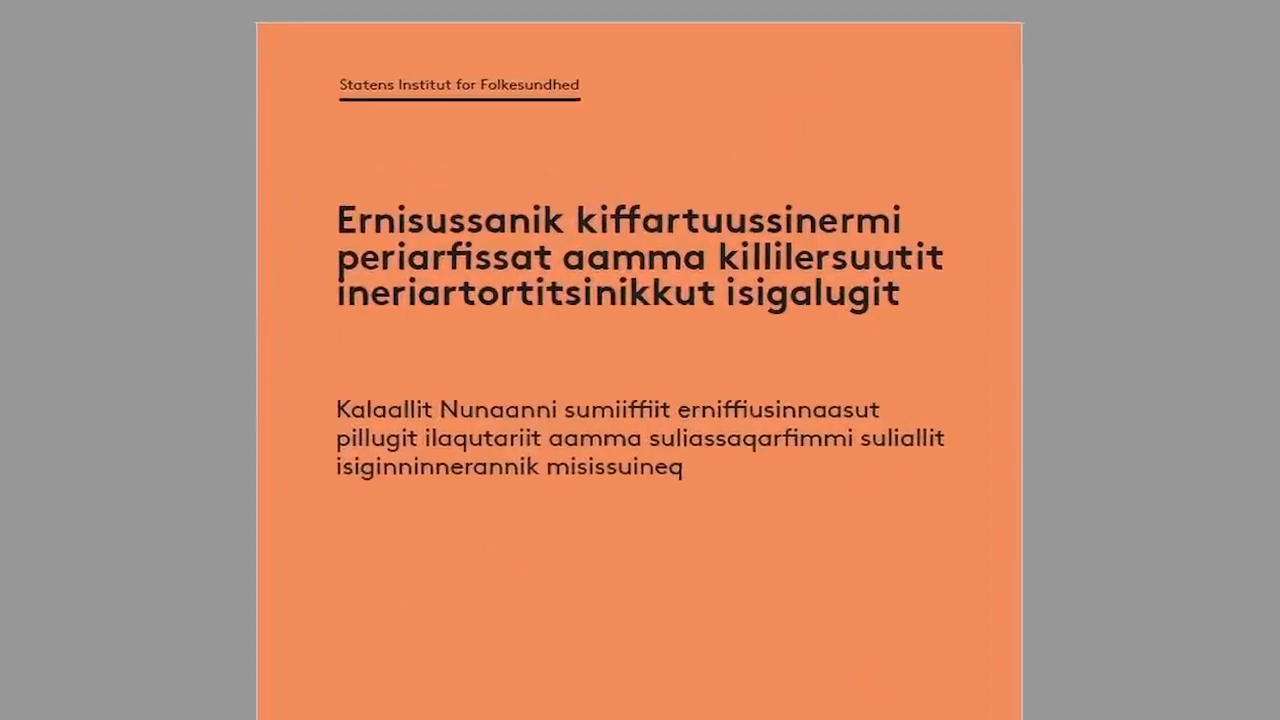 Statens Institut for Folkesundhed
Ernisussanik kiffartuussinermi
periarfissat aamma killilersuutit
ineriartortitsinikkut isigalugit
Kalaallit Nunaanni sumiiffiit erniffiusinnaasut
pillugit ilaqutariit aamma suliassaqarfimmi suliallit
isiginninnerannik misissuineq